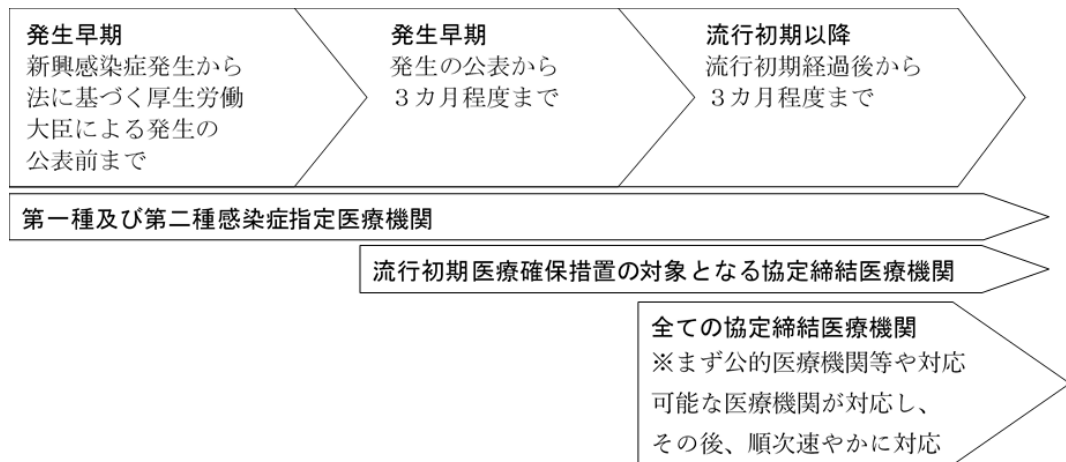 発生早期
新興感染症発生から
法に基づく厚生労働
大臣による発生の
公表前まで
発生早期
発生の公表から
３カ月程度まで
流行初期以降
流行初期経過後から
３カ月程度まで
第一種及び第二種感染症指定医療機関
流行初期医療確保措置の対象となる協定締結医療機関
全ての協定締結医療機関
※まず公的医療機関等や対応
可能な医療機関が対応し、
その後、順次速やかに対応